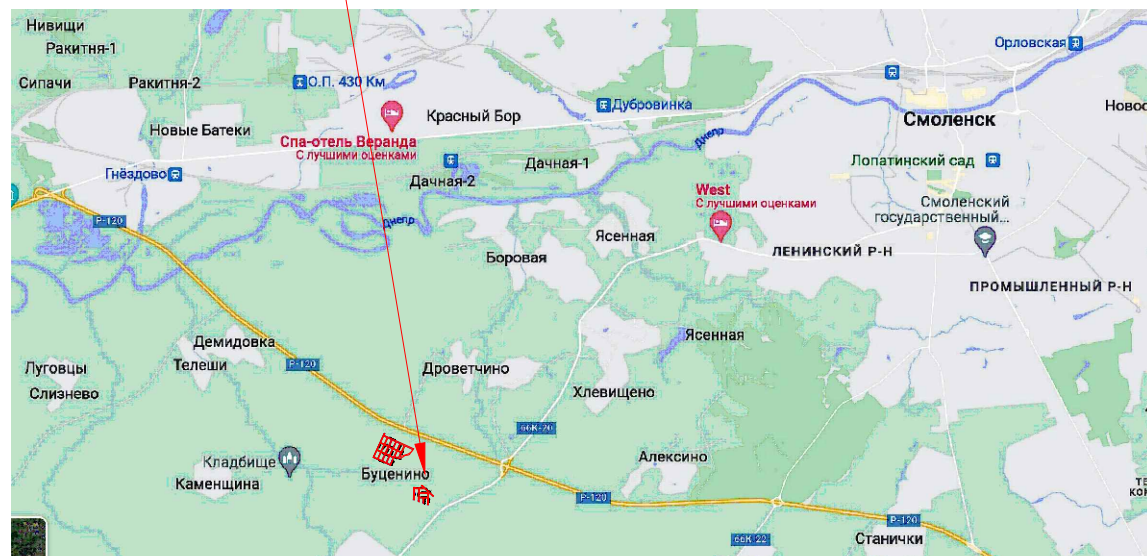 Нивищи
Ракитня-1
Орловская
Сипачи
Ракитня-2
О.П. 430 Км
Дубровинка
Новос
Красный Бор
Смоленск
Новые Батеки
Спа-отель Веранда
С лучшими оценками
Днепр
Дачная-1
Лопатинский сад
Гнёздово
Дачная-2
West
С лучшими оценками
Смоленский
государственный...
Р-120
Днепр
Ясенная
Боровая
ЛЕНИНСКИЙ Р-Н
ПРОМЫШЛЕННЫЙ Р-Н
Демидовка
Ясенная
Телеши
Р-120
Луговцы
Дроветчино
Слизнево
Хлевищено
66К-20
Кладбище
Буценино
Алексино
Каменщина
ТЕ
КОМ
Р-120
Р-120
66К-22
Станички